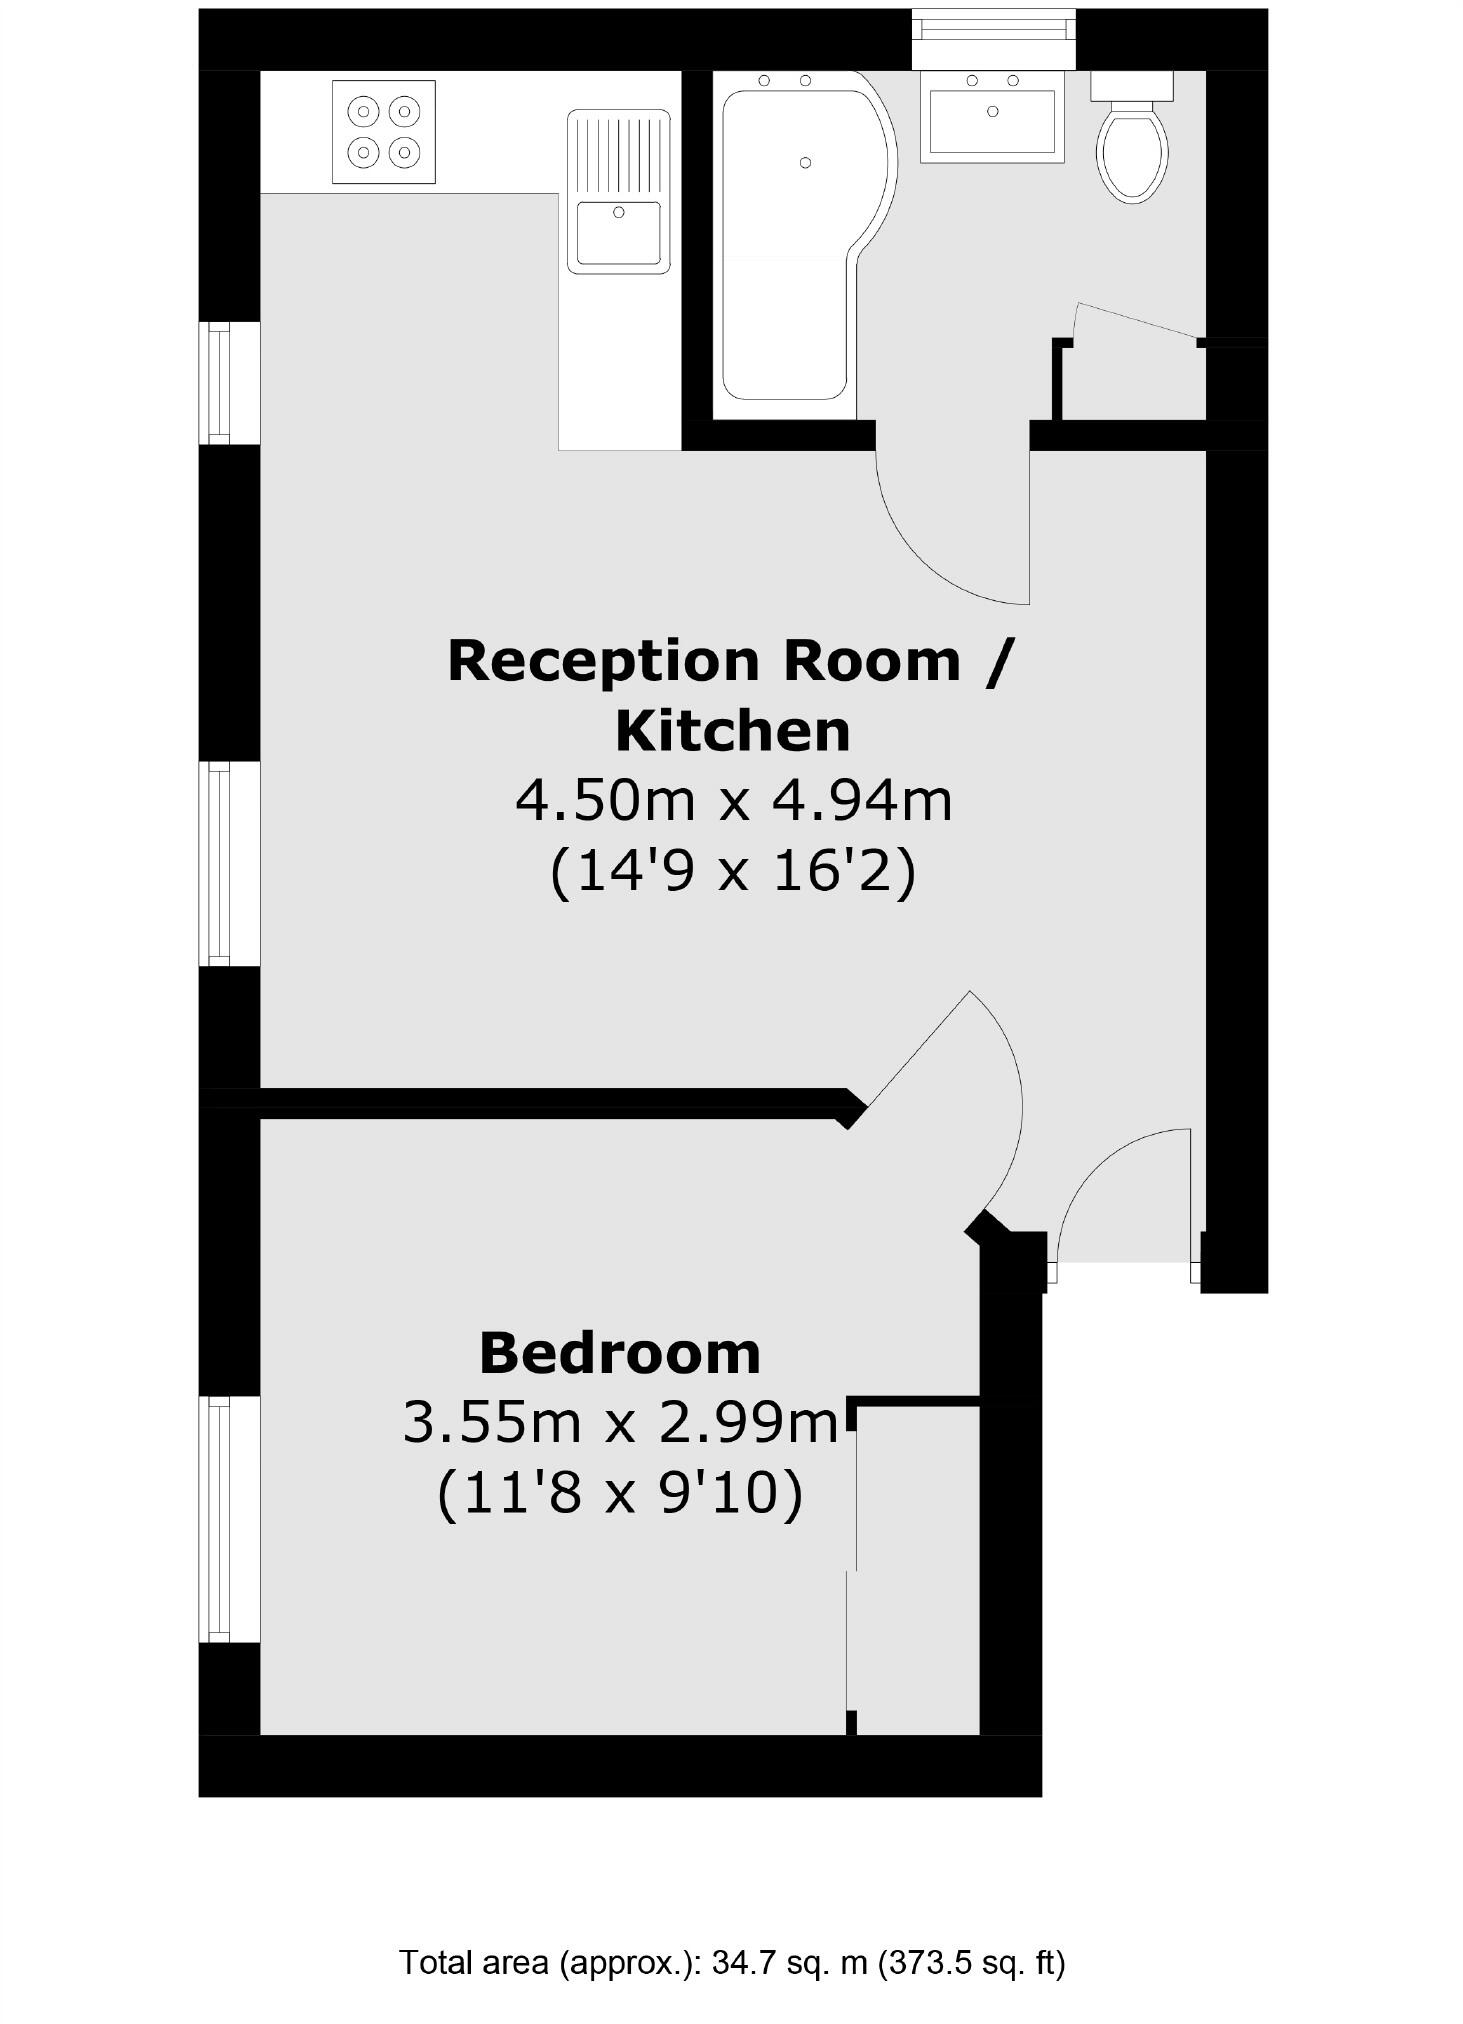 Reception Room /
Kitchen
4.50m x 4.94m
(14'9 x 16'2)
Bedroom
3.55m x 2.99m
(11'8 x 9'10)
Total area (approx.): 34.7 sq. m (373.5 sq. ft)